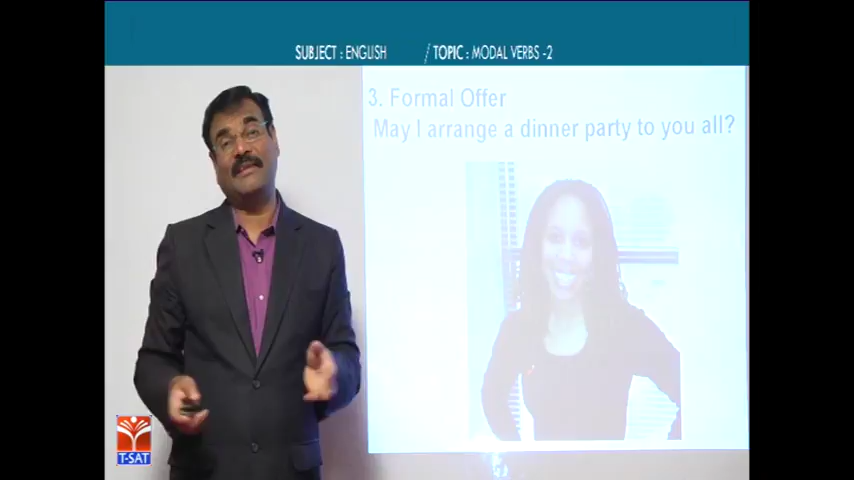 SUBJECT : ENGLISH / TOPIC : MODAL VERBS -2
3. Formal Offer
May I arrange a dinner party to you all?
T-SAT